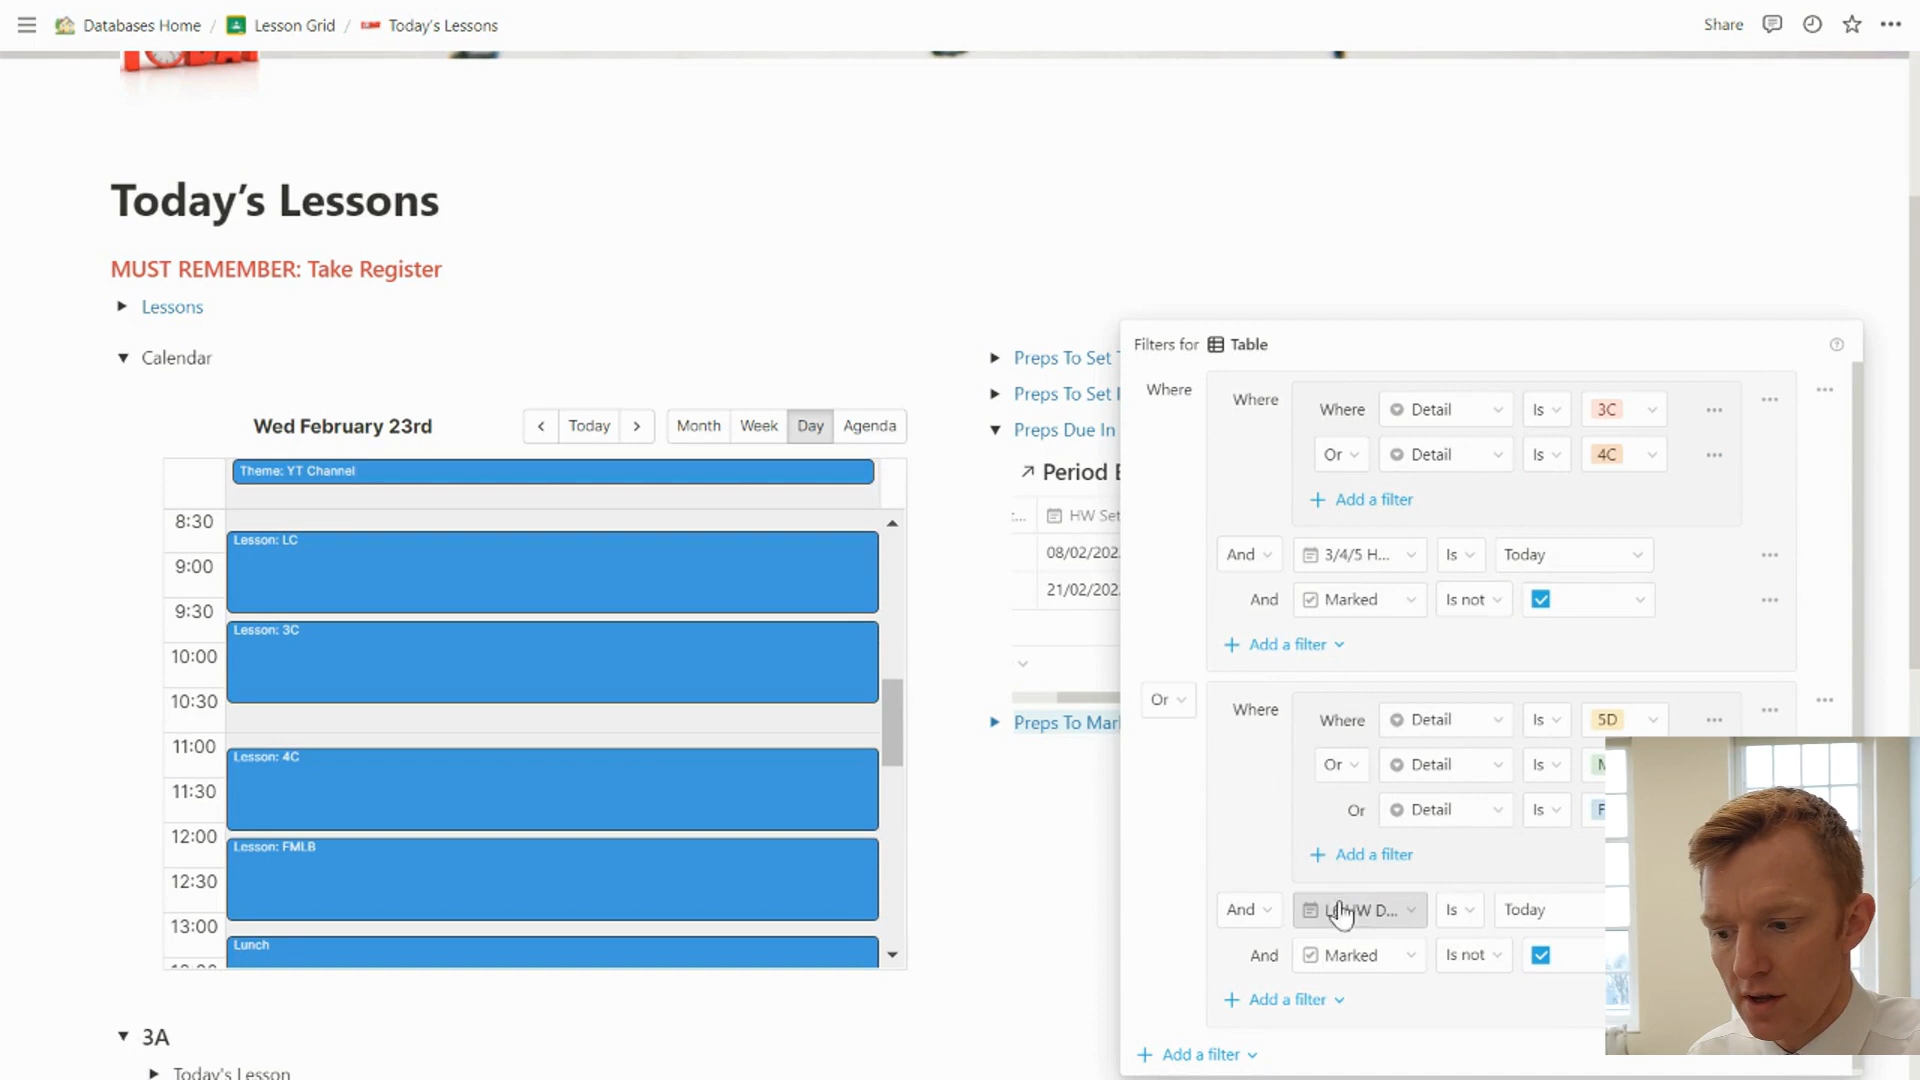 Databases Home / Lesson Grid / Today's Lessons
Share
Today's Lessons
MUST REMEMBER: Take Register
Lessons
Calendar
Wed February 23rd
Today
Month Week Day Agenda
Theme: YT Channel
8:30
Lesson: LC
9:00
9:30
Lesson: 3C
10:00
10:30
11:00
Lesson: 4C
11:30
12:00
Lesson: FMLB
12:30
13:00
Lunch
3A
Today's Lesson
Preps To Set
Preps To Set
Preps Due In
Period
HW Set
08/02/202
21/02/202
Preps To Mar
Filters for Table
Where Where Where Detail Is 3C
Or Detail Is 4C
+ Add a filter
And 3/4/5 H... Is Today
And Marked Is not
+ Add a filter
Or Where Where Detail Is 5D
Or Detail Is
Or Detail Is
+ Add a filter
And HW D... Is Today
And Marked Is not
+ Add a filter
+ Add a filter